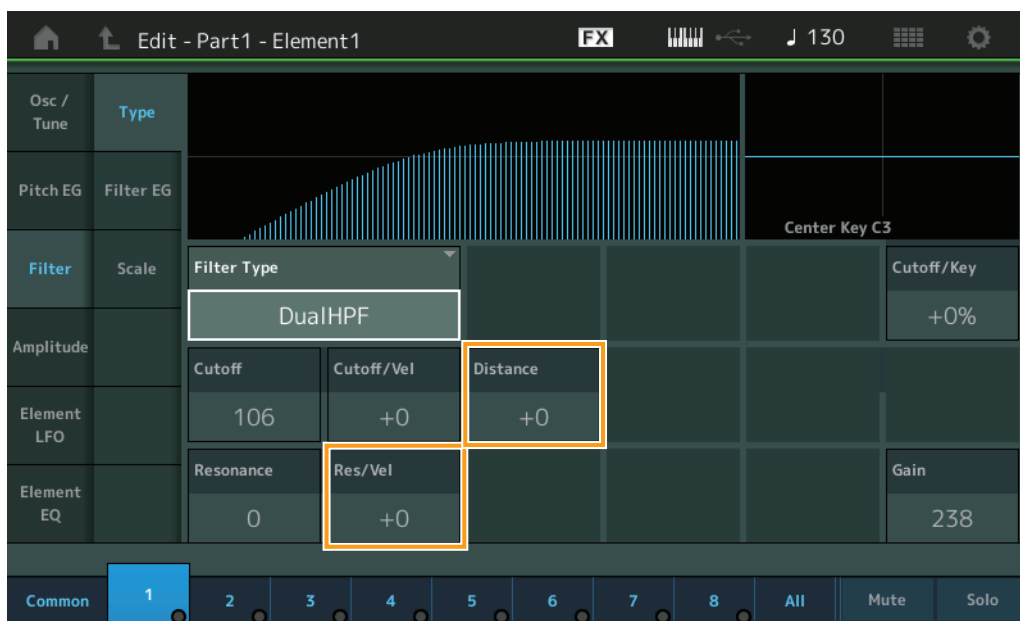 Edit - Part1 - Element1 FX ♩ 130
Osc /
Tune
Type
Pitch EG
Filter EG
Center Key C3
Filter
Scale
Filter Type
Cutoff/Key
DualHPF
+0%
Amplitude
Cutoff
Cutoff/Vel
Distance
106
+0
+0
Element
LFO
Resonance
Res/Vel
Gain
Element
EQ
0
+0
238
Common 1 2 3 4 5 6 7 8 All Mute Solo